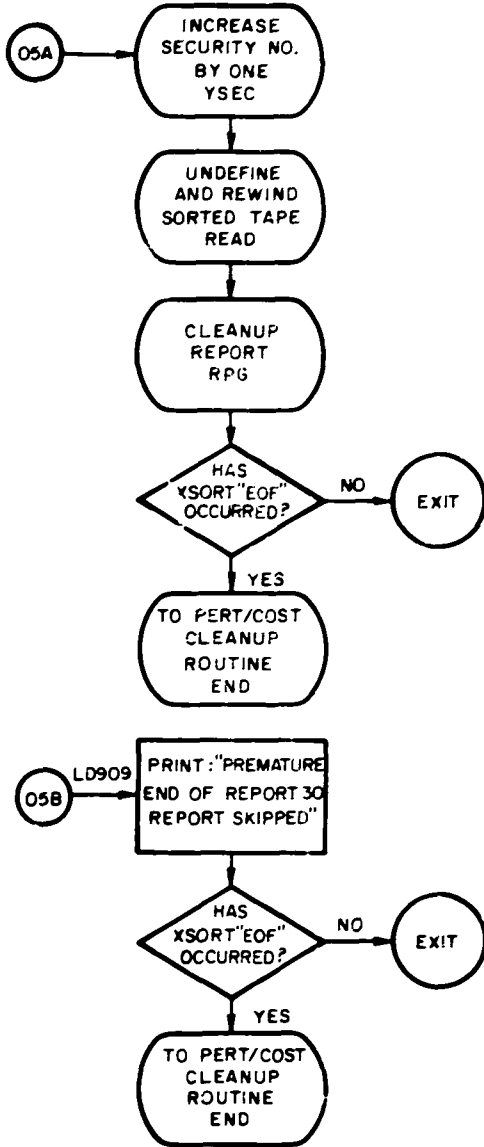 05A
INCREASE
SECURITY NO.
BY ONE
YSEC
UNDEFINE
AND REWIND
SORTED TAPE
READ
CLEANUP
REPORT
RPG
HAS
XSORT "EOF"
OCCURRED?
NO
EXIT
YES
TO PERT/COST
CLEANUP
ROUTINE
END
05B
LD909
PRINT: "PREMATURE
END OF REPORT 30
REPORT SKIPPED"
HAS
XSORT "EOF"
OCCURRED?
NO
EXIT
YES
TO PERT/COST
CLEANUP
ROUTINE
END